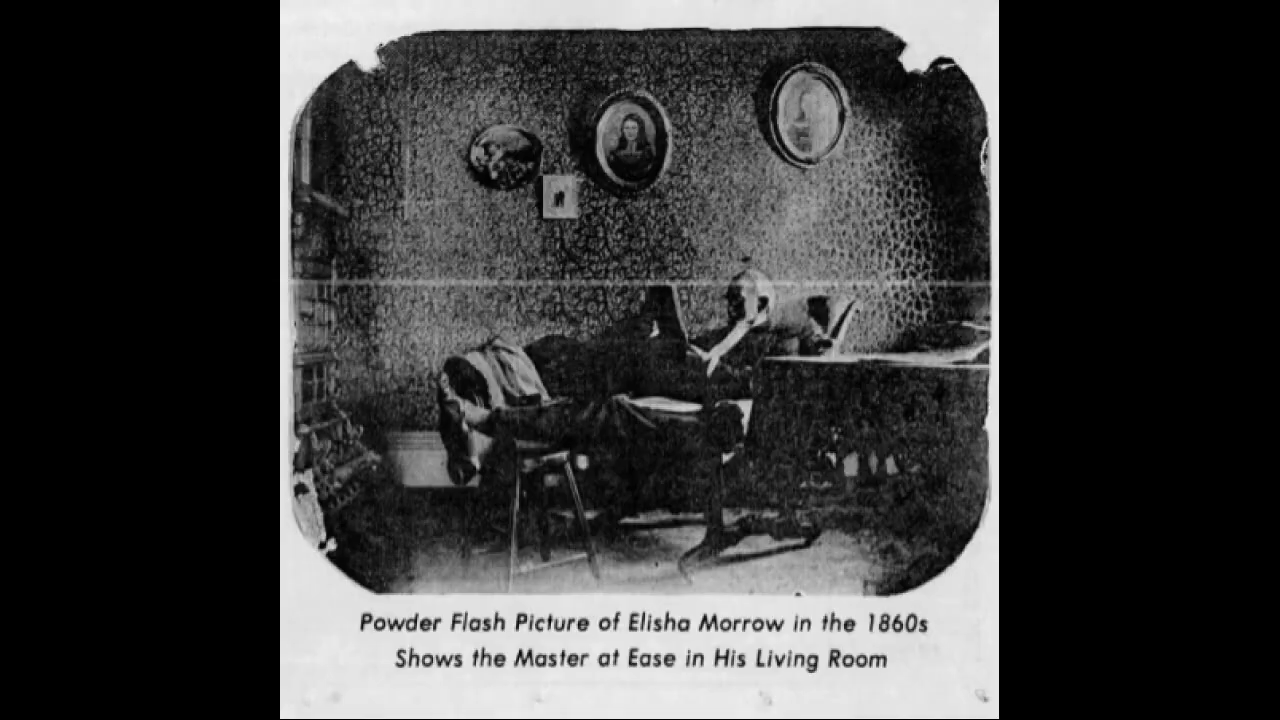 Powder Flash Picture of Elisha Morrow in the 1860s
Shows the Master at Ease in His Living Room